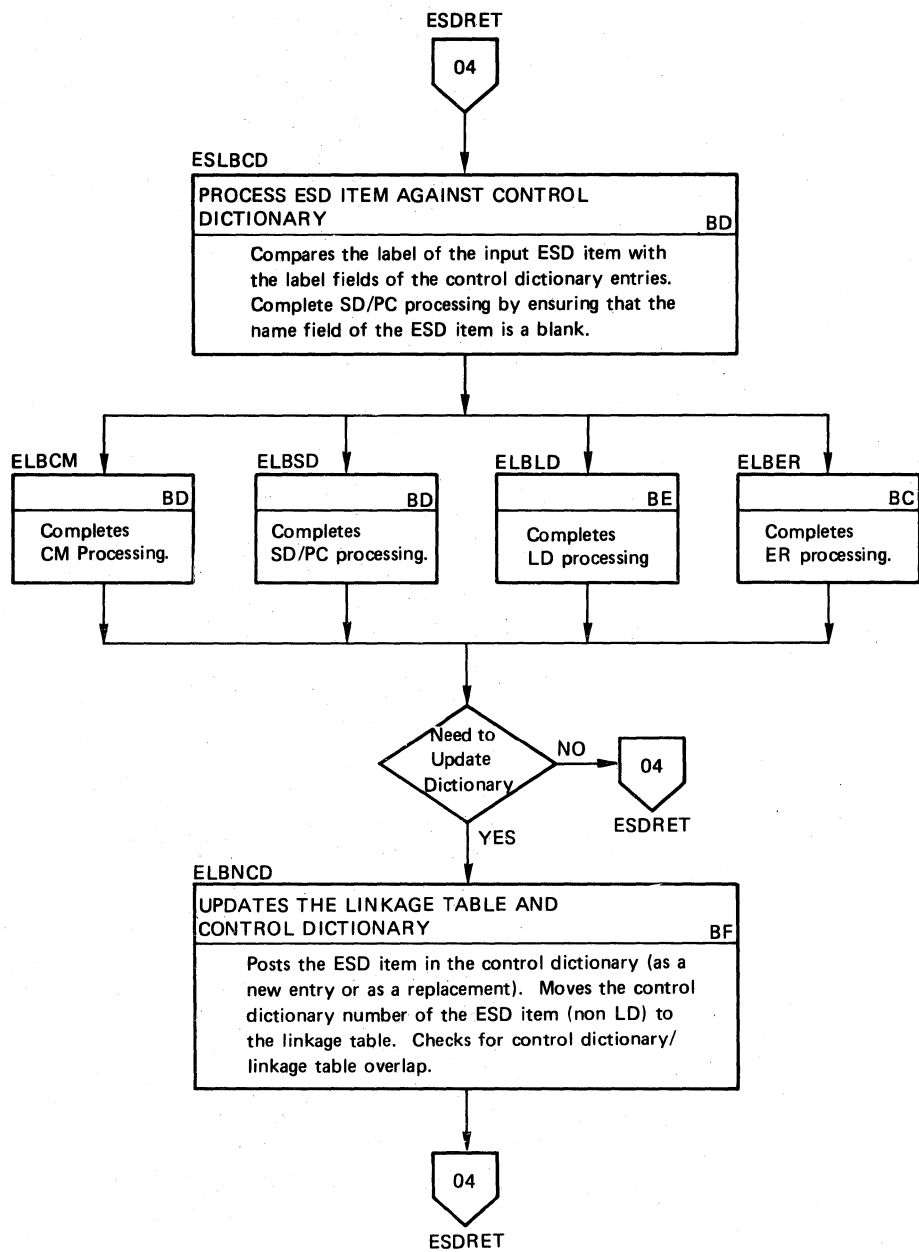 ESDRET
04
ESLBCD
PROCESS ESD ITEM AGAINST CONTROL
DICTIONARY
BD
Compares the label of the input ESD item with
the label fields of the control dictionary entries.
Complete SD/PC processing by ensuring that the
name field of the ESD item is a blank.
ELBCM
BD
Completes
CM Processing.
ELBSD
BD
Completes
SD/PC processing.
ELBLD
BE
Completes
LD processing
ELBER
BC
Completes
ER processing.
Need to
Update
Dictionary
NO
04
ESDRET
YES
ELBNCD
UPDATES THE LINKAGE TABLE AND
CONTROL DICTIONARY
BF
Posts the ESD item in the control dictionary (as a
new entry or as a replacement). Moves the control
dictionary number of the ESD item (non LD) to
the linkage table. Checks for control dictionary/
linkage table overlap.
04
ESDRET